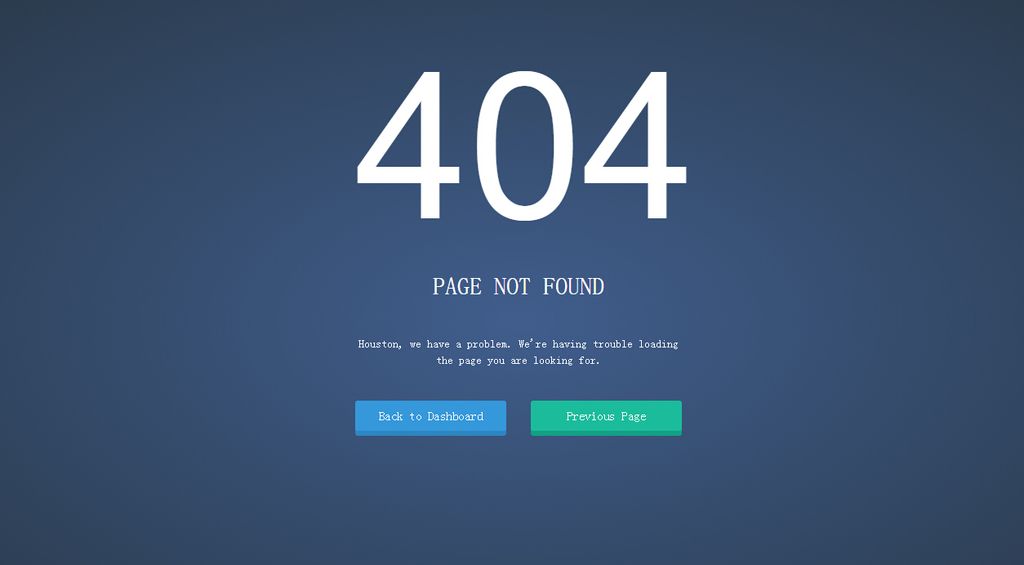 404
PAGE NOT FOUND
Houston, we have a problem. We're having trouble loading
the page you are looking for.
Back to Dashboard
Previous Page